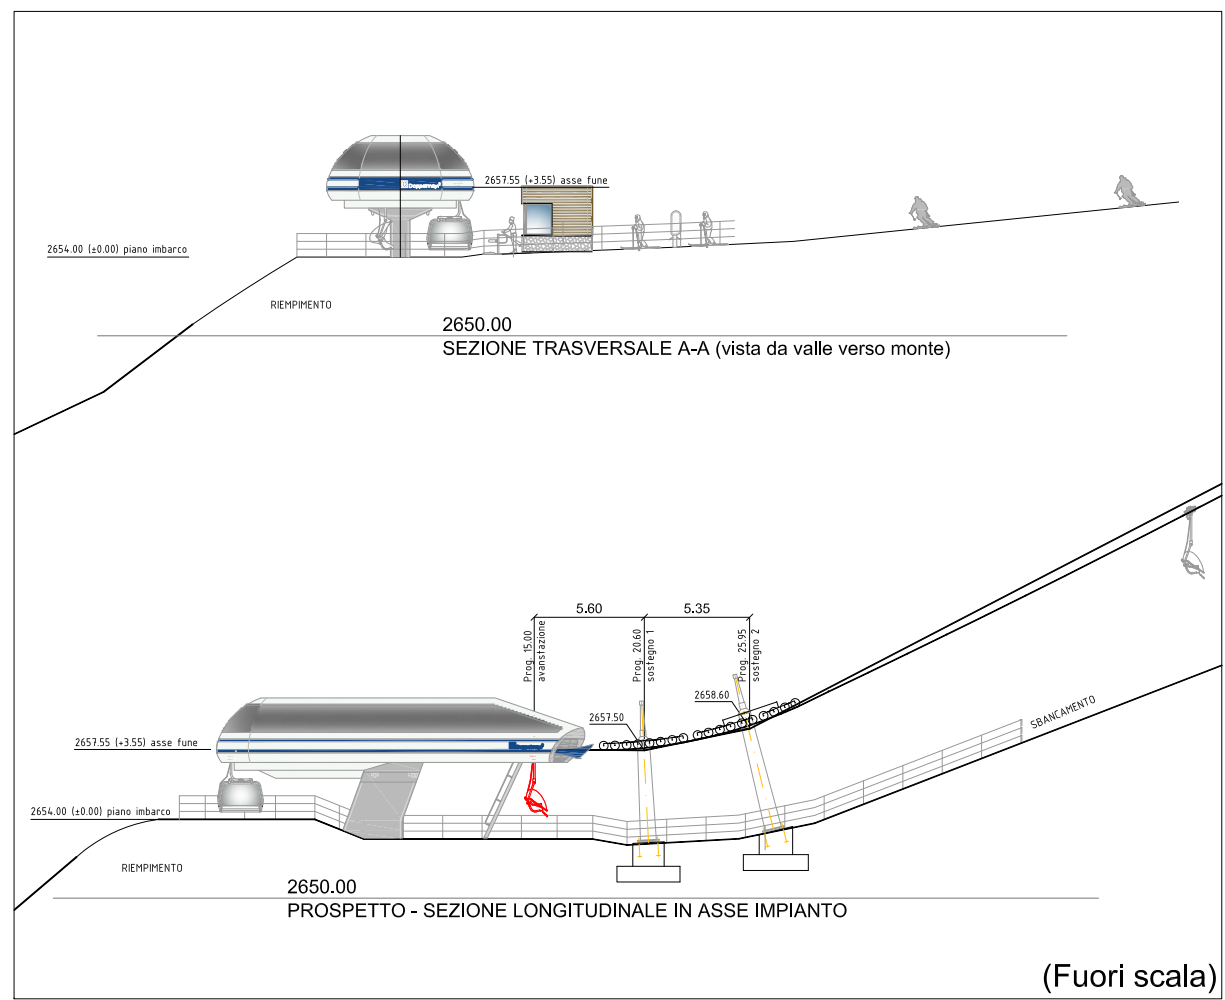 Doppelmayr
2657.55 (+3.55) asse fune
2654.00 (±0.00) piano imbarco
RIEMPIMENTO
2650.00
SEZIONE TRASVERSALE A-A (vista da valle verso monte)
5.60
5.35
Prog. 15.00
avanstazione
Prog. 20.60
sostegno 1
Prog. 25.95
sostegno 2
2658.60
2657.50
SBANCAMENTO
2657.55 (+3.55) asse fune
Doppelmayr
2654.00 (±0.00) piano imbarco
RIEMPIMENTO
2650.00
PROSPETTO - SEZIONE LONGITUDINALE IN ASSE IMPIANTO
(Fuori scala)